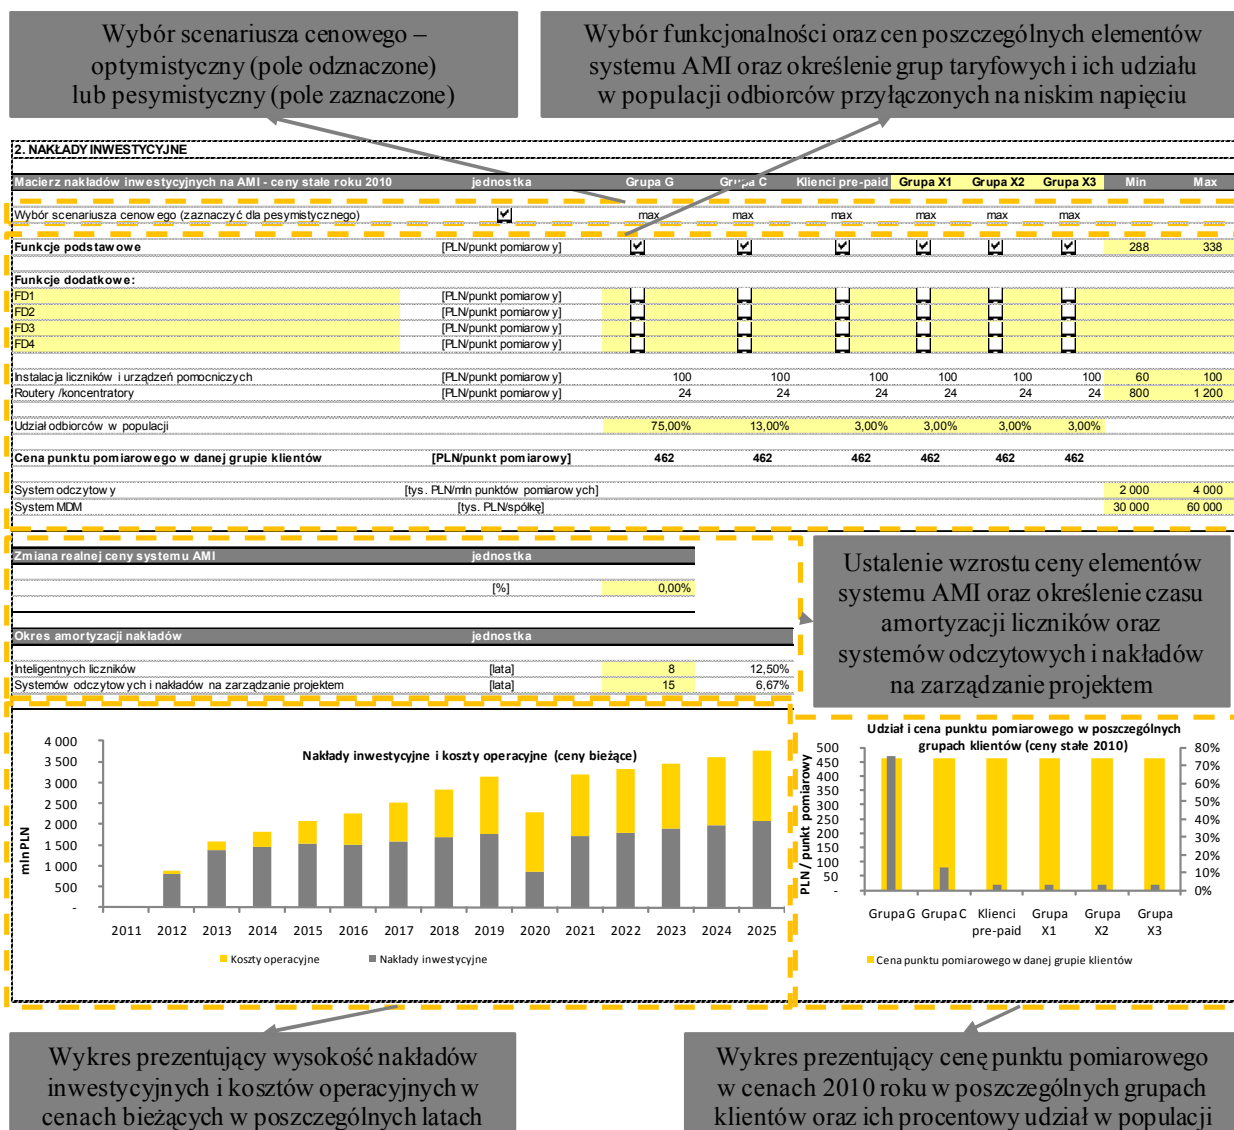 Wybór scenariusza cenowego –
optymistyczny (pole odznaczone)
lub pesymistyczny (pole zaznaczone)
Wybór funkcjonalności oraz cen poszczególnych elementów
systemu AMI oraz określenie grup taryfowych i ich udziału
w populacji odbiorców przyłączonych na niskim napięciu
2. NAKŁADY INWESTYCYJNE
Macierz nakładów inwestycyjnych na AMI - ceny stałe roku 2010 jednostka Grupa G Grupa C Klienci pre-paid Grupa X1 Grupa X2 Grupa X3 Min Max
Wybór scenariusza cenowego (zaznaczyć dla pesymistycznego) max max max max max max
Funkcje podstawowe [PLN/punkt pomiarowy] 288 338
Funkcje dodatkowe:
FD1 [PLN/punkt pomiarowy]
FD2 [PLN/punkt pomiarowy]
FD3 [PLN/punkt pomiarowy]
FD4 [PLN/punkt pomiarowy]
Instalacja liczników i urządzeń pomocniczych [PLN/punkt pomiarowy] 100 100 100 100 100 100 60 100
Routery /koncentratory [PLN/punkt pomiarowy] 24 24 24 24 24 24 800 1 200
Udział odbiorców w populacji 75,00% 13,00% 3,00% 3,00% 3,00% 3,00%
Cena punktu pomiarowego w danej grupie klientów [PLN/punkt pomiarowy] 462 462 462 462 462 462
System odczytowy [tys. PLN/mln punktów pomiarowych] 2 000 4 000
System MDM [tys. PLN/spółkę] 30 000 60 000
Zmiana realnej ceny systemu AMI jednostka
[%] 0,00%
Okres amortyzacji nakładów jednostka
Inteligentnych liczników [lata] 8 12,50%
Systemów odczytowych i nakładów na zarządzanie projektem [lata] 15 6,67%
Ustalenie wzrostu ceny elementów
systemu AMI oraz określenie czasu
amortyzacji liczników oraz
systemów odczytowych i nakładów
na zarządzanie projektem
Nakłady inwestycyjne i koszty operacyjne (ceny bieżące)
mln PLN
4 000
3 500
3 000
2 500
2 000
1 500
1 000
500
-
2011 2012 2013 2014 2015 2016 2017 2018 2019 2020 2021 2022 2023 2024 2025
Koszty operacyjne Nakłady inwestycyjne
Udział i cena punktu pomiarowego w poszczególnych
grupach klientów (ceny stałe 2010)
PLN / punkt pomiarowy
500
450
400
350
300
250
200
150
100
50
-
80%
70%
60%
50%
40%
30%
20%
10%
0%
Grupa G Grupa C Klienci Grupa Grupa Grupa
pre-paid X1 X2 X3
Cena punktu pomiarowego w danej grupie klientów
Wykres prezentujący wysokość nakładów
inwestycyjnych i kosztów operacyjnych w
cenach bieżących w poszczególnych latach
Wykres prezentujący cenę punktu pomiarowego
w cenach 2010 roku w poszczególnych grupach
klientów oraz ich procentowy udział w populacji